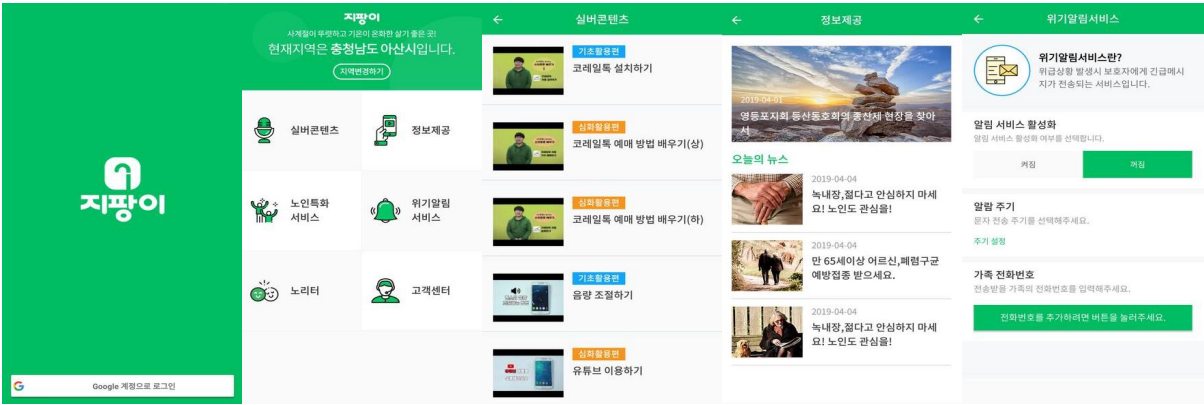 지팡이
Google 계정으로 로그인
지팡이
사계절이 뚜렷하고 기온이 온화한 살기 좋은 곳!
현재지역은 충청남도 아산시입니다.
지역변경하기
실버콘텐츠
정보제공
노인특화
서비스
위기알림
서비스
노리터
고객센터
실버콘텐츠
기초활용편
코레일톡 설치하기
심화활용편
코레일톡 예매 방법 배우기(상)
심화활용편
코레일톡 예매 방법 배우기(하)
기초활용편
음량 조절하기
심화활용편
유튜브 이용하기
정보제공
2019-04-01
영등포지회 등산동호회의 종산제 현장을 찾아
서
오늘의 뉴스
2019-04-04
녹내장,젊다고 안심하지 마세
요! 노인도 관심을!
2019-04-04
만 65세이상 어르신,폐렴구균
예방접종 받으세요.
2019-04-04
녹내장,젊다고 안심하지 마세
요! 노인도 관심을!
위기알림서비스
위기알림서비스란?
위급상황 발생시 보호자에게 긴급메시
지가 전송되는 서비스입니다.
알림 서비스 활성화
알림 서비스 활성화 여부를 선택합니다.
켜짐
꺼짐
알람 주기
문자 전송 주기를 선택해주세요.
주기 설정
가족 전화번호
전송받을 가족의 전화번호를 입력해주세요.
전화번호를 추가하려면 버튼을 눌러주세요.